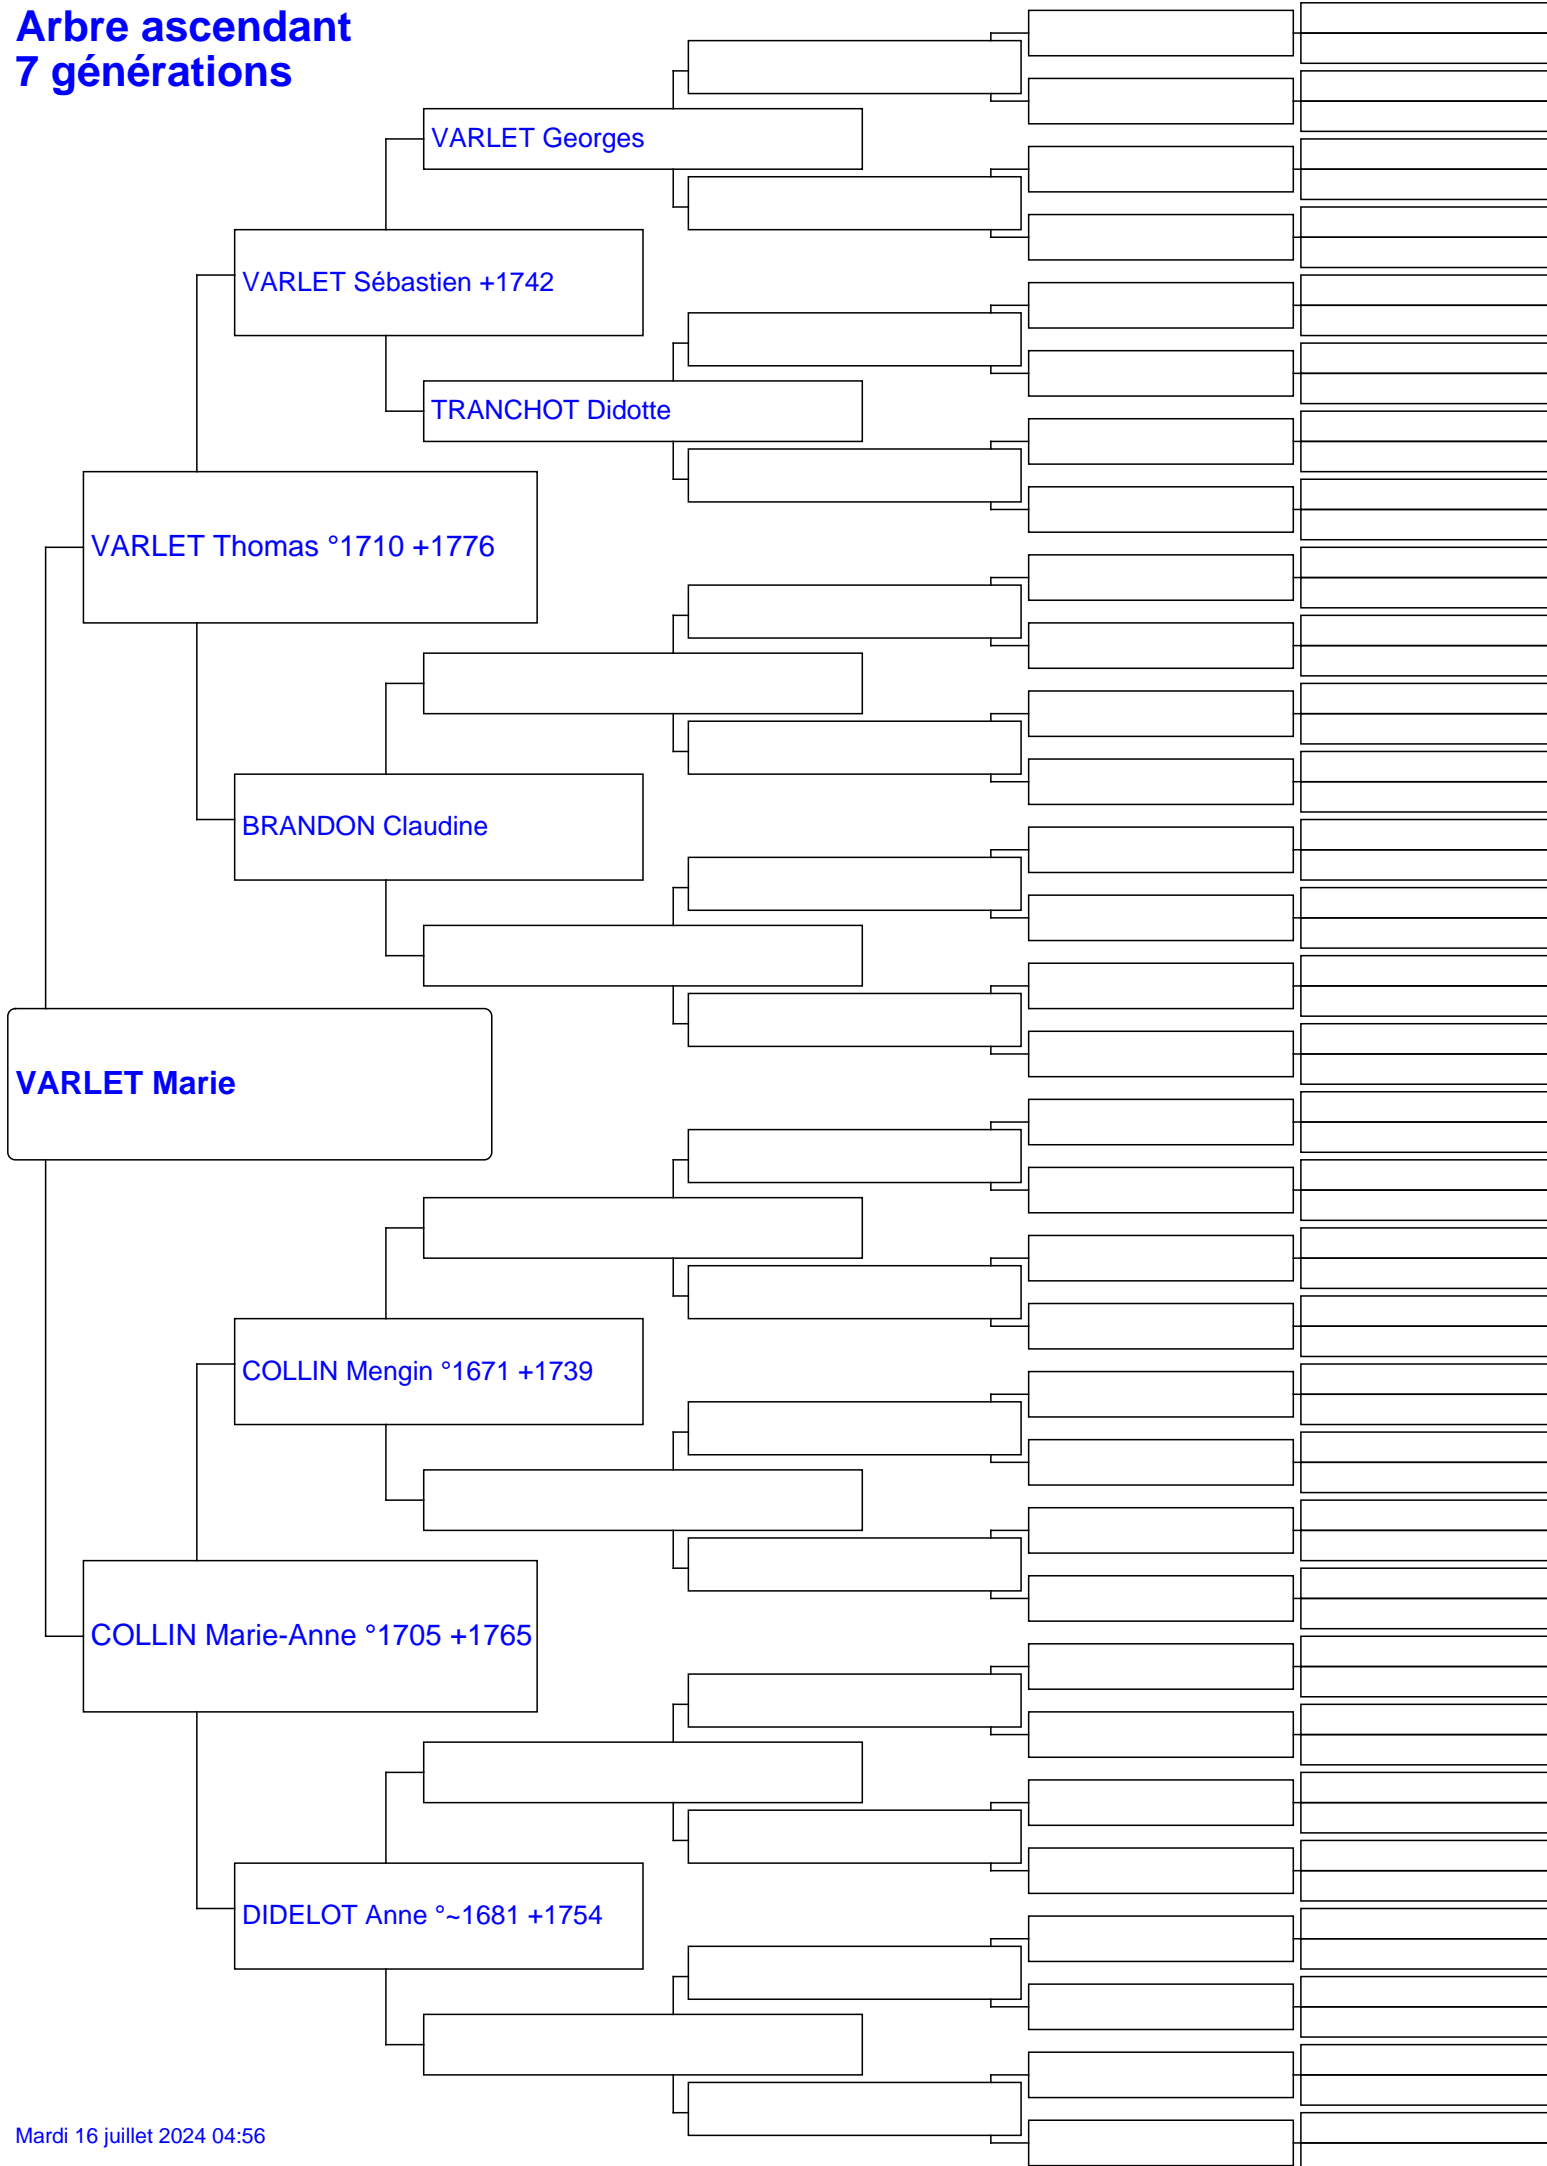 Arbre ascendant
7 générations
VARLET Georges
VARLET Sébastien +1742
TRANCHOT Didotte
VARLET Thomas °1710 +1776
BRANDON Claudine
VARLET Marie
COLLIN Mengin °1671 +1739
COLLIN Marie-Anne °1705 +1765
DIDELOT Anne °~1681 +1754
Mardi 16 juillet 2024 04:56